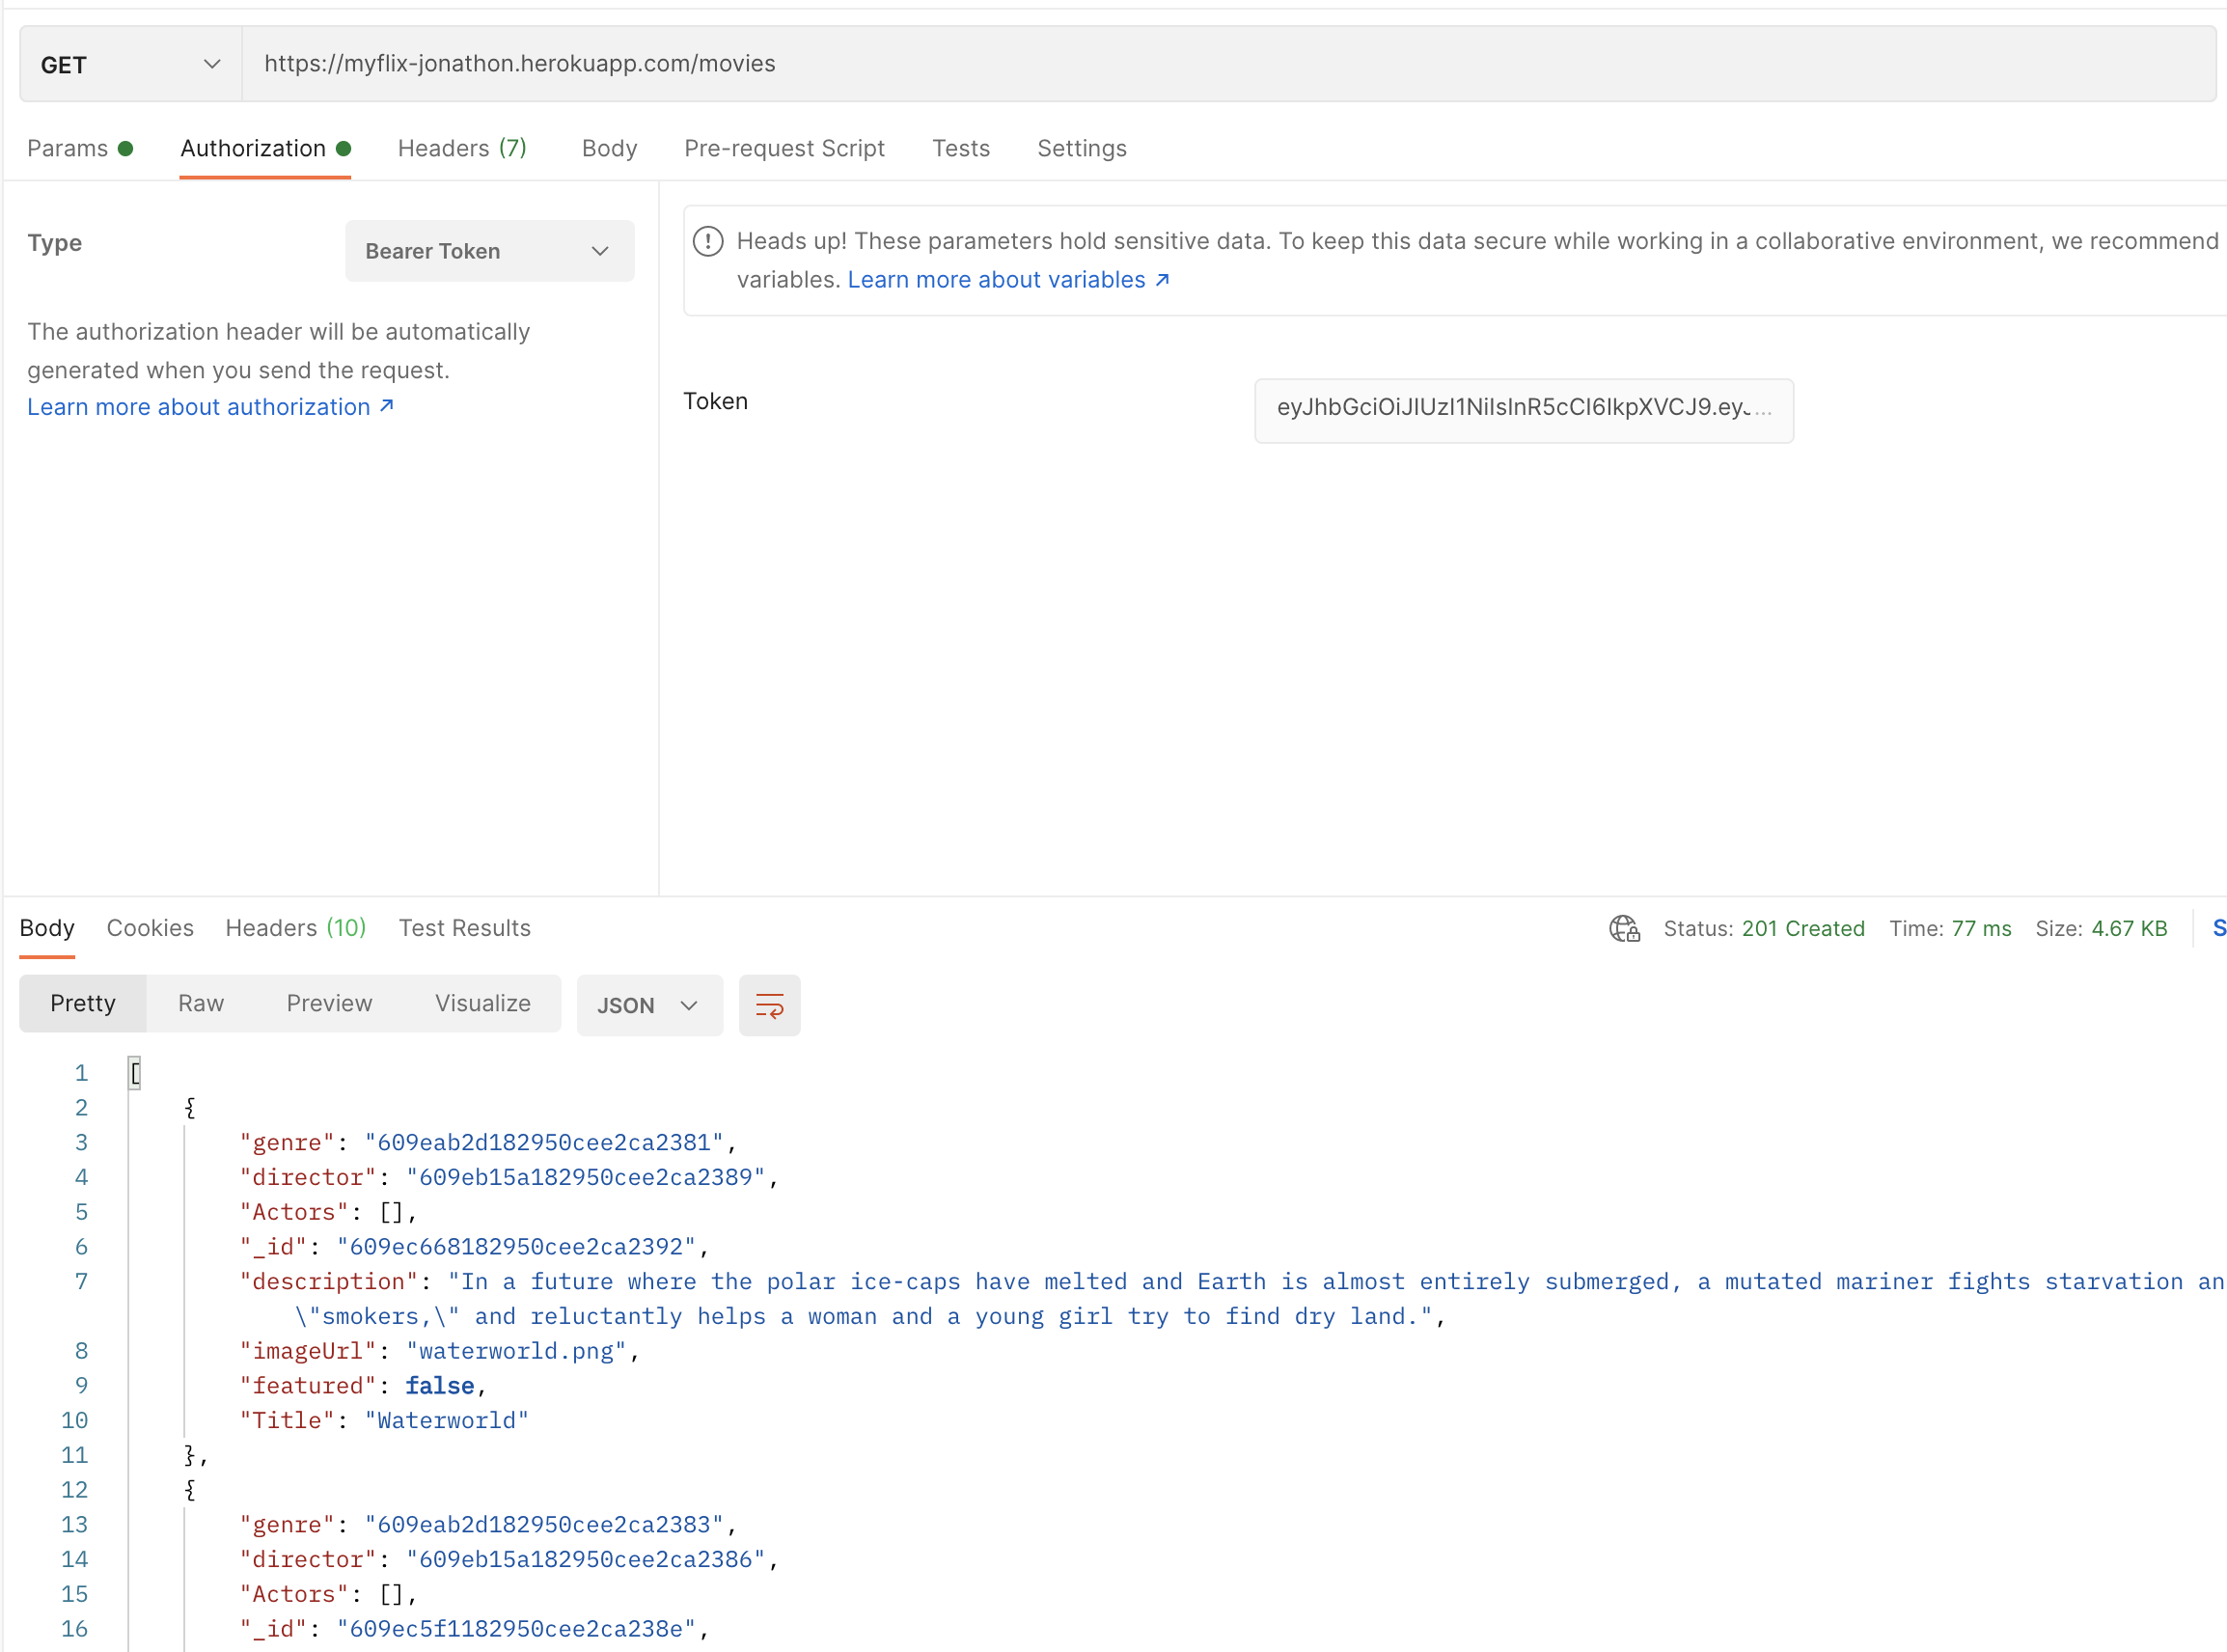 GET https://myflix-jonathon.herokuapp.com/movies
Params Authorization Headers (7) Body Pre-request Script Tests Settings
Type Bearer Token
The authorization header will be automatically
generated when you send the request.
Learn more about authorization ↗
Heads up! These parameters hold sensitive data. To keep this data secure while working in a collaborative environment, we recommend
variables. Learn more about variables ↗
Token eyJhbGciOiJIUzI1NiIsInR5cCI6IkpXVCJ9.eyJ...
Body Cookies Headers (10) Test Results Status: 201 Created Time: 77 ms Size: 4.67 KB S
Pretty Raw Preview Visualize JSON
1 [
2 {
3 "genre": "609eab2d182950cee2ca2381",
4 "director": "609eb15a182950cee2ca2389",
5 "Actors": [],
6 "_id": "609ec668182950cee2ca2392",
7 "description": "In a future where the polar ice-caps have melted and Earth is almost entirely submerged, a mutated mariner fights starvation an
\"smokers,\" and reluctantly helps a woman and a young girl try to find dry land.",
8 "imageUrl": "waterworld.png",
9 "featured": false,
10 "Title": "Waterworld"
11 },
12 {
13 "genre": "609eab2d182950cee2ca2383",
14 "director": "609eb15a182950cee2ca2386",
15 "Actors": [],
16 "_id": "609ec5f1182950cee2ca238e",